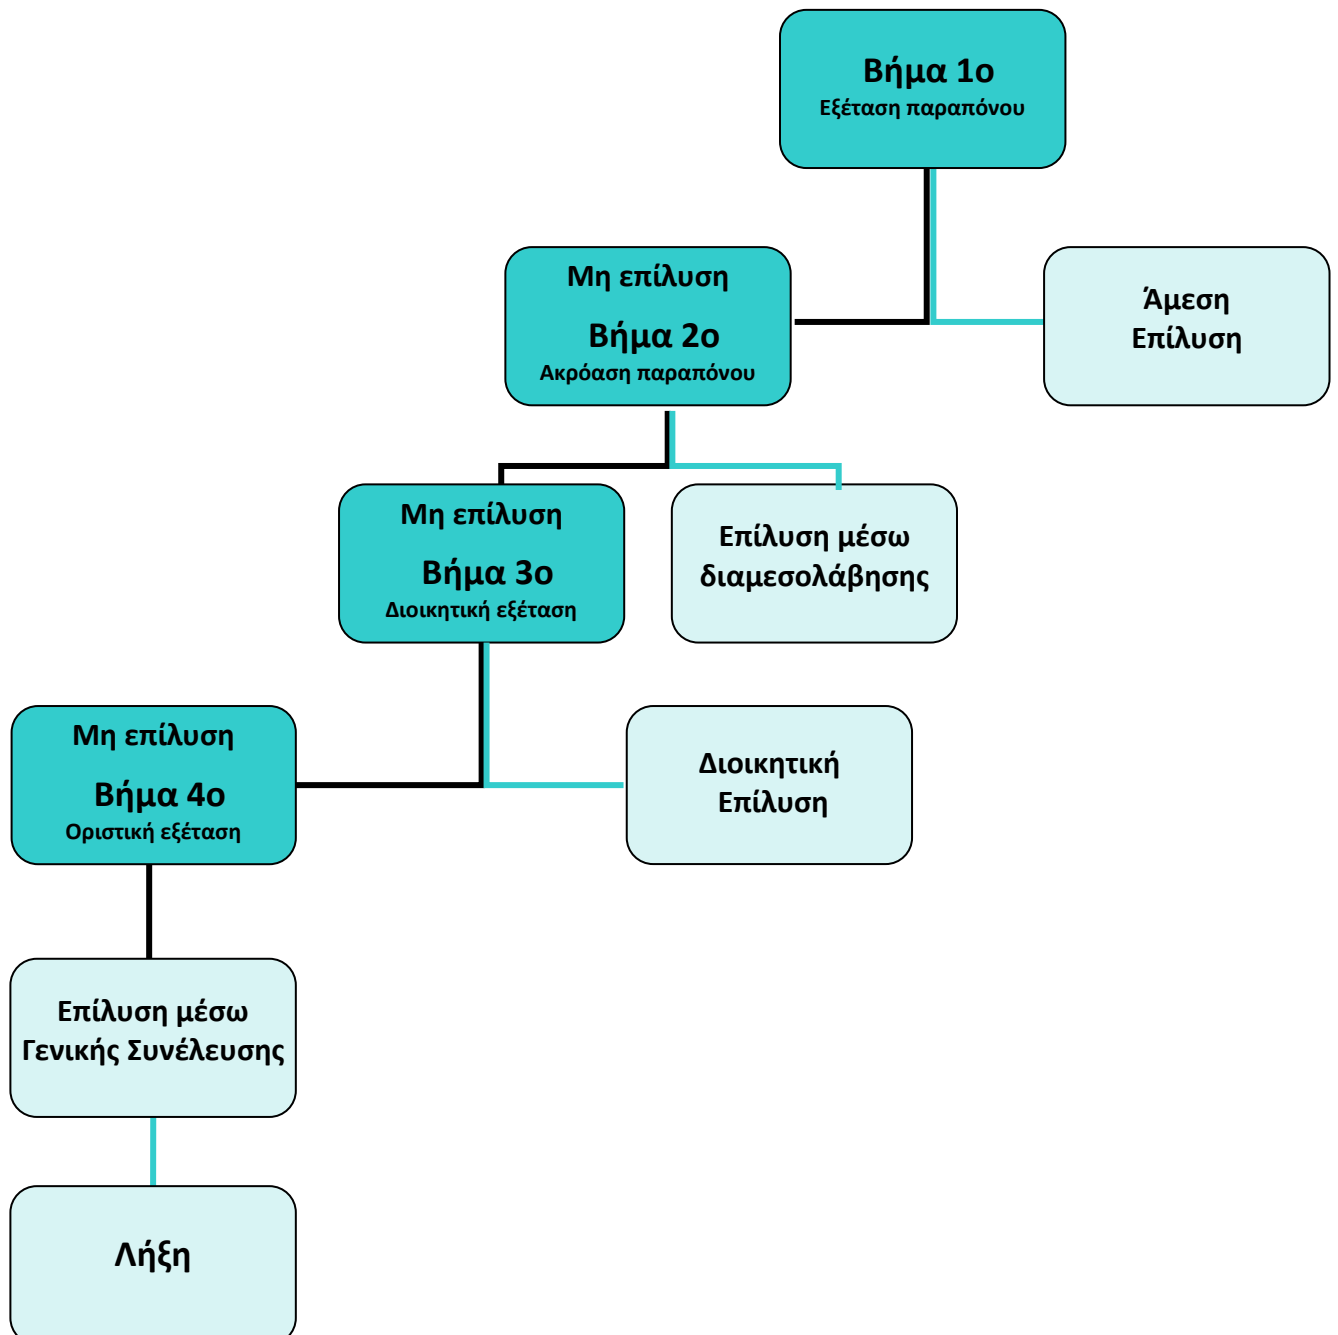 Βήμα 1ο
Εξέταση παραπόνου
Μη επίλυση
Βήμα 2ο
Ακρόαση παραπόνου
Άμεση
Επίλυση
Μη επίλυση
Βήμα 3ο
Διοικητική εξέταση
Επίλυση μέσω
διαμεσολάβησης
Μη επίλυση
Βήμα 4ο
Οριστική εξέταση
Διοικητική
Επίλυση
Επίλυση μέσω
Γενικής Συνέλευσης
Λήξη